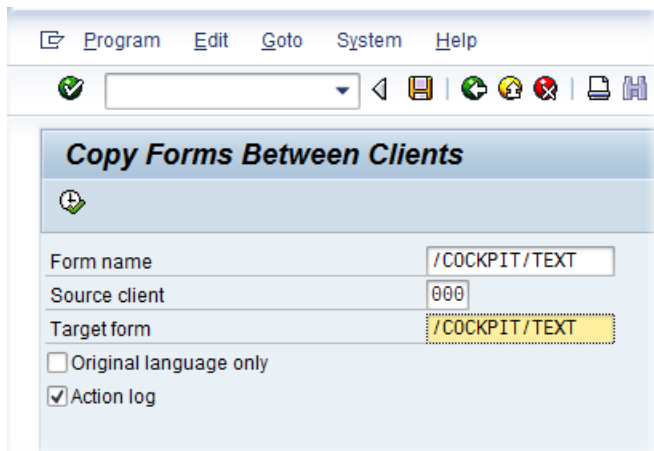 Program Edit Goto System Help
Copy Forms Between Clients
Form name /COCKPIT/TEXT
Source client 000
Target form /COCKPIT/TEXT
Original language only
Action log